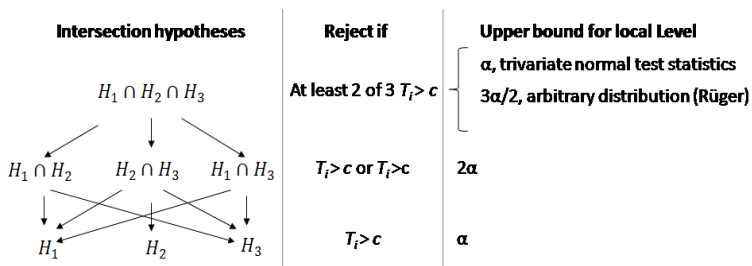 Intersection hypotheses Reject if Upper bound for local Level
H₁ ∩ H₂ ∩ H₃ At least 2 of 3 Tᵢ> c α, trivariate normal test statistics
3α/2, arbitrary distribution (Rüger)
H₁ ∩ H₂ H₂ ∩ H₃ H₁ ∩ H₃ Tᵢ> c or Tᵢ>c 2α
H₁ H₂ H₃ Tᵢ> c α